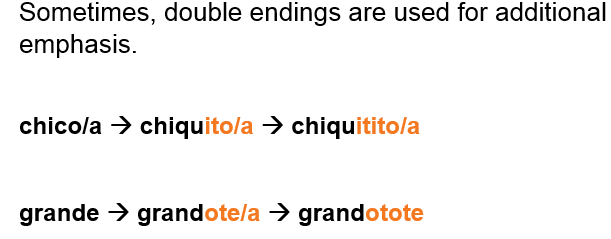 Sometimes, double endings are used for additional
emphasis.
chico/a → chiquito/a → chiquitito/a
grande → grandote/a → grandotote